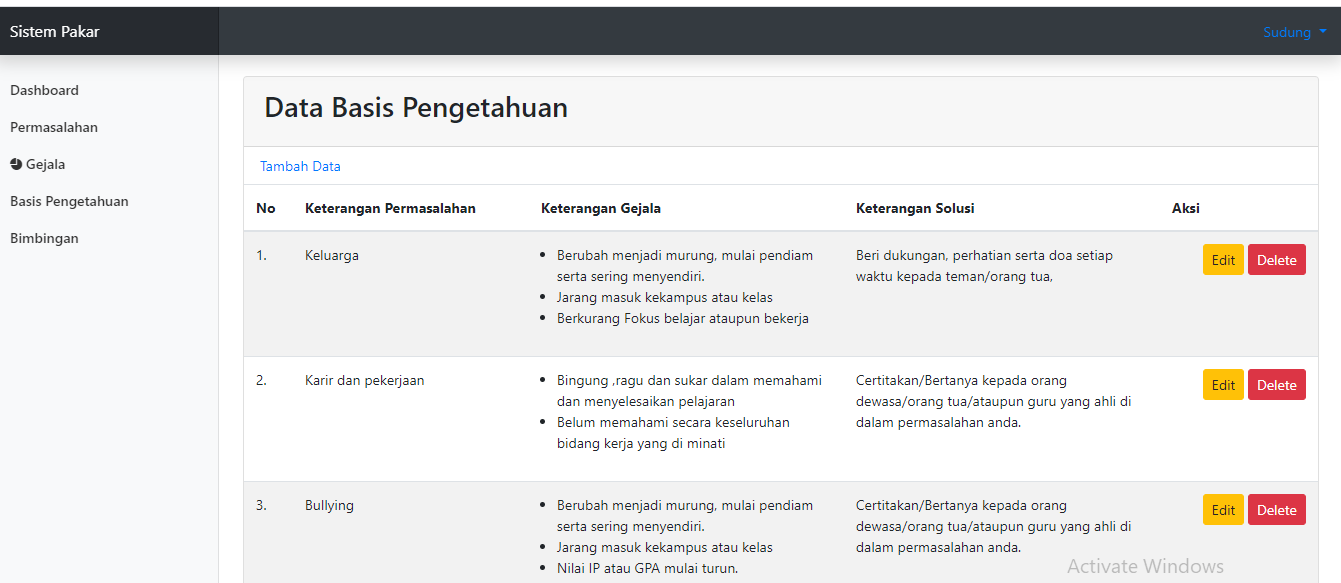 Sistem Pakar
Sudung
Dashboard
Permasalahan
Gejala
Basis Pengetahuan
Bimbingan
Data Basis Pengetahuan
Tambah Data
No Keterangan Permasalahan Keterangan Gejala Keterangan Solusi Aksi
1. Keluarga
Berubah menjadi murung, mulai pendiam
serta sering menyendiri.
Jarang masuk kekampus atau kelas
Berkurang Fokus belajar ataupun bekerja
Beri dukungan, perhatian serta doa setiap
waktu kepada teman/orang tua,
Edit Delete
2. Karir dan pekerjaan
Bingung ,ragu dan sukar dalam memahami
dan menyelesaikan pelajaran
Belum memahami secara keseluruhan
bidang kerja yang di minati
Certitakan/Bertanya kepada orang
dewasa/orang tua/ataupun guru yang ahli di
dalam permasalahan anda.
Edit Delete
3. Bullying
Berubah menjadi murung, mulai pendiam
serta sering menyendiri.
Jarang masuk kekampus atau kelas
Nilai IP atau GPA mulai turun.
Certitakan/Bertanya kepada orang
dewasa/orang tua/ataupun guru yang ahli di
dalam permasalahan anda.
Edit Delete
Activate Windows